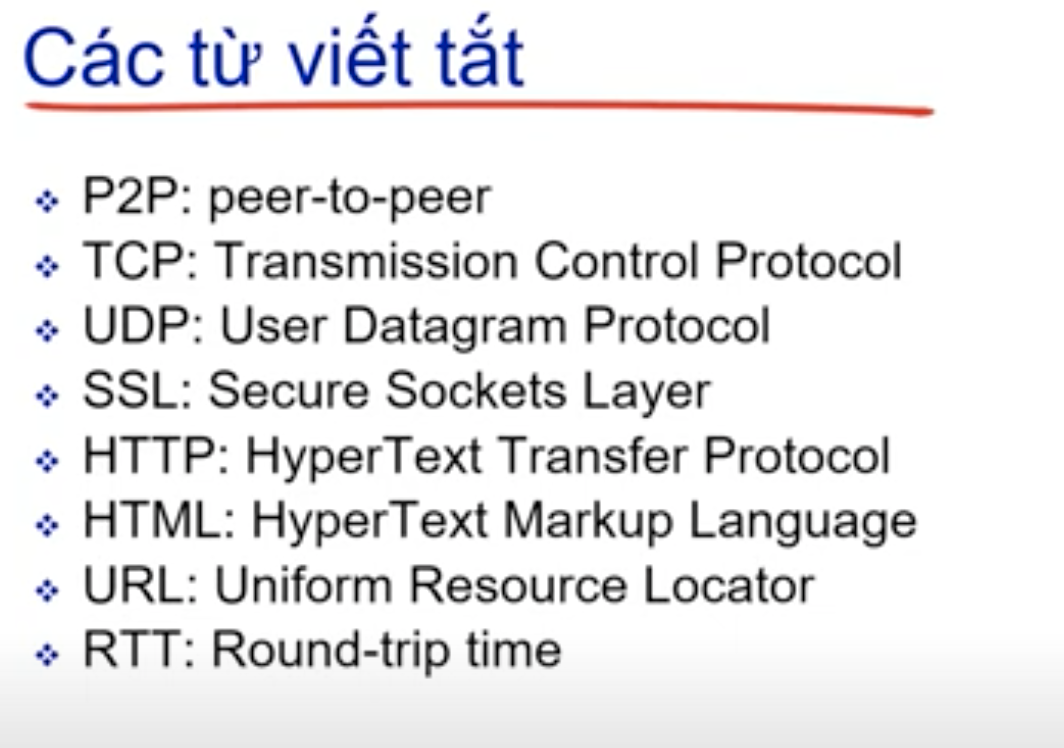 Các từ viết tắt
P2P: peer-to-peer
TCP: Transmission Control Protocol
UDP: User Datagram Protocol
SSL: Secure Sockets Layer
HTTP: HyperText Transfer Protocol
HTML: HyperText Markup Language
URL: Uniform Resource Locator
RTT: Round-trip time